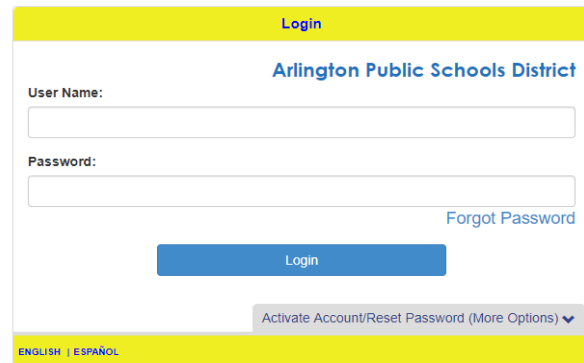 Login
Arlington Public Schools District
User Name:
Password:
Forgot Password
Login
Activate Account/Reset Password (More Options)
ENGLISH | ESPAÑOL